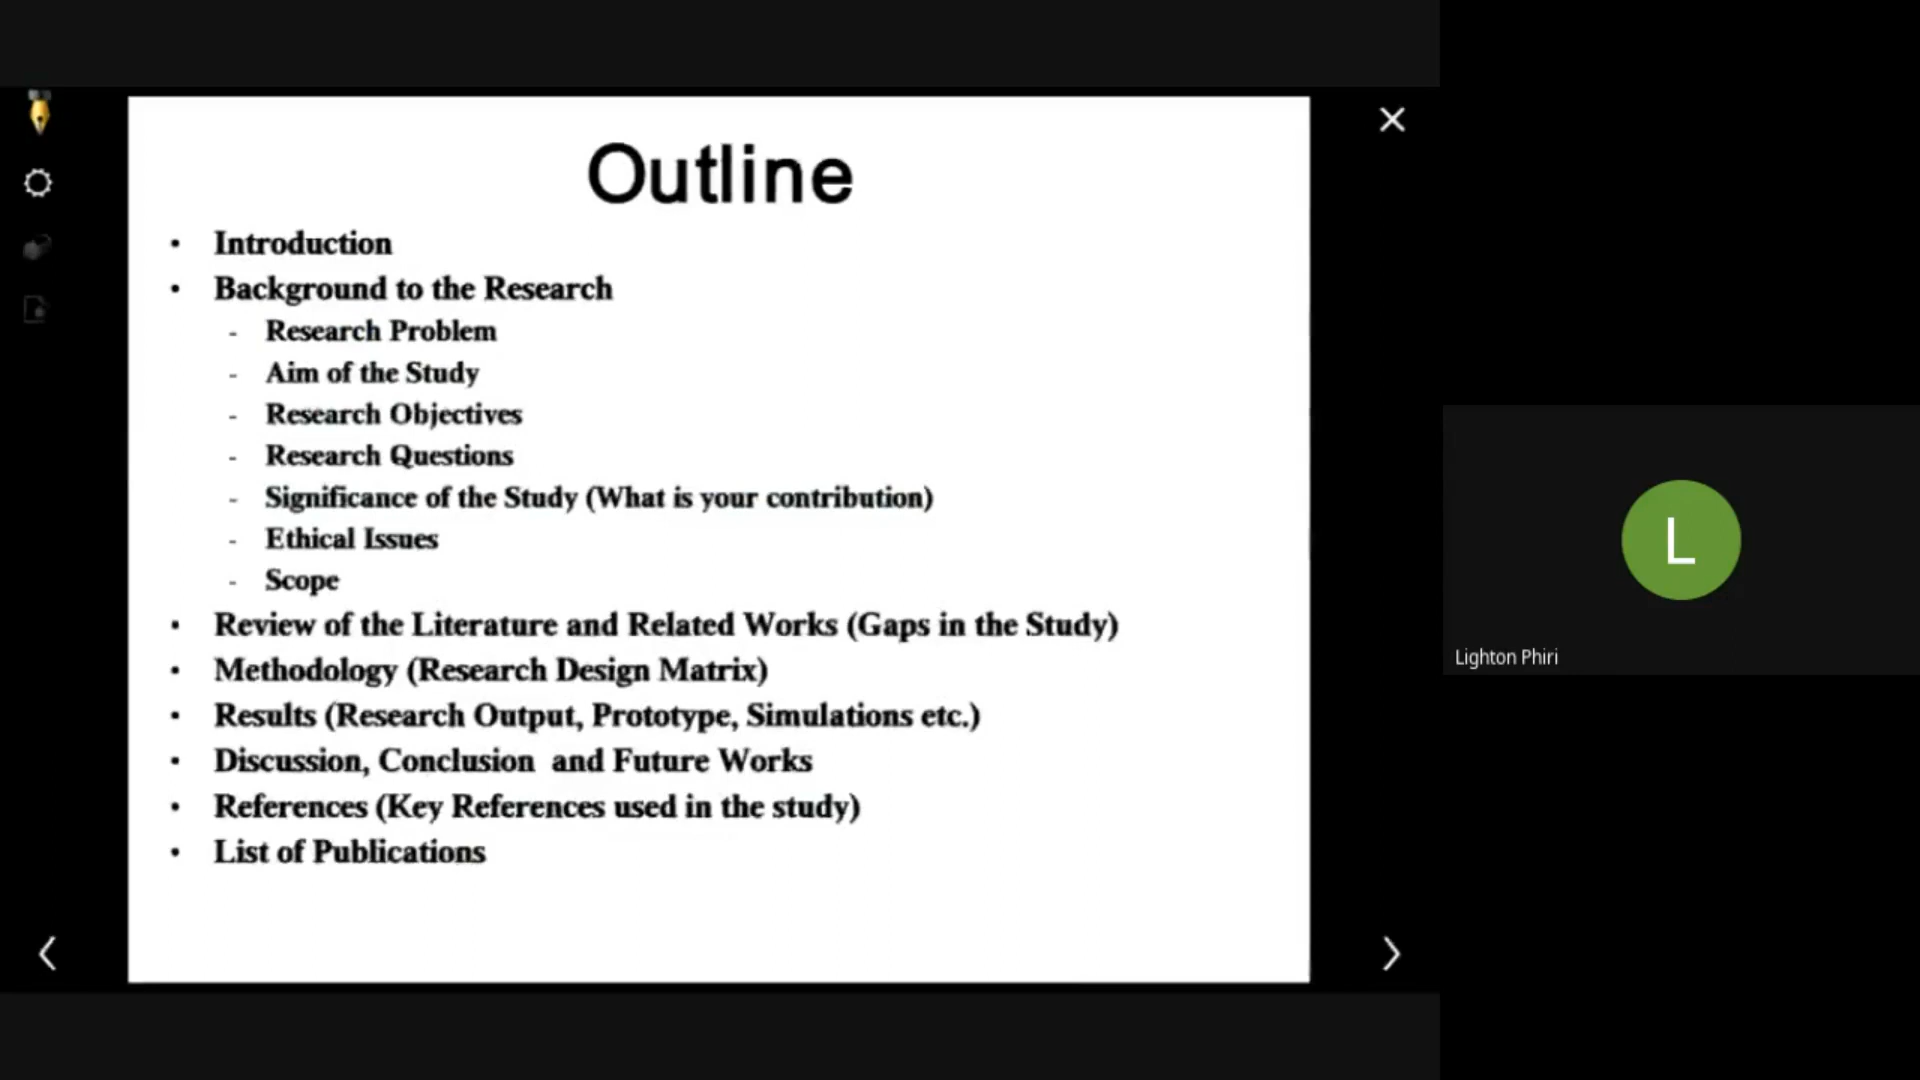 Outline
• Introduction
• Background to the Research
- Research Problem
- Aim of the Study
- Research Objectives
- Research Questions
- Significance of the Study (What is your contribution)
- Ethical Issues
- Scope
• Review of the Literature and Related Works (Gaps in the Study)
• Methodology (Research Design Matrix)
• Results (Research Output, Prototype, Simulations etc.)
• Discussion, Conclusion and Future Works
• References (Key References used in the study)
• List of Publications
L
Lighton Phiri